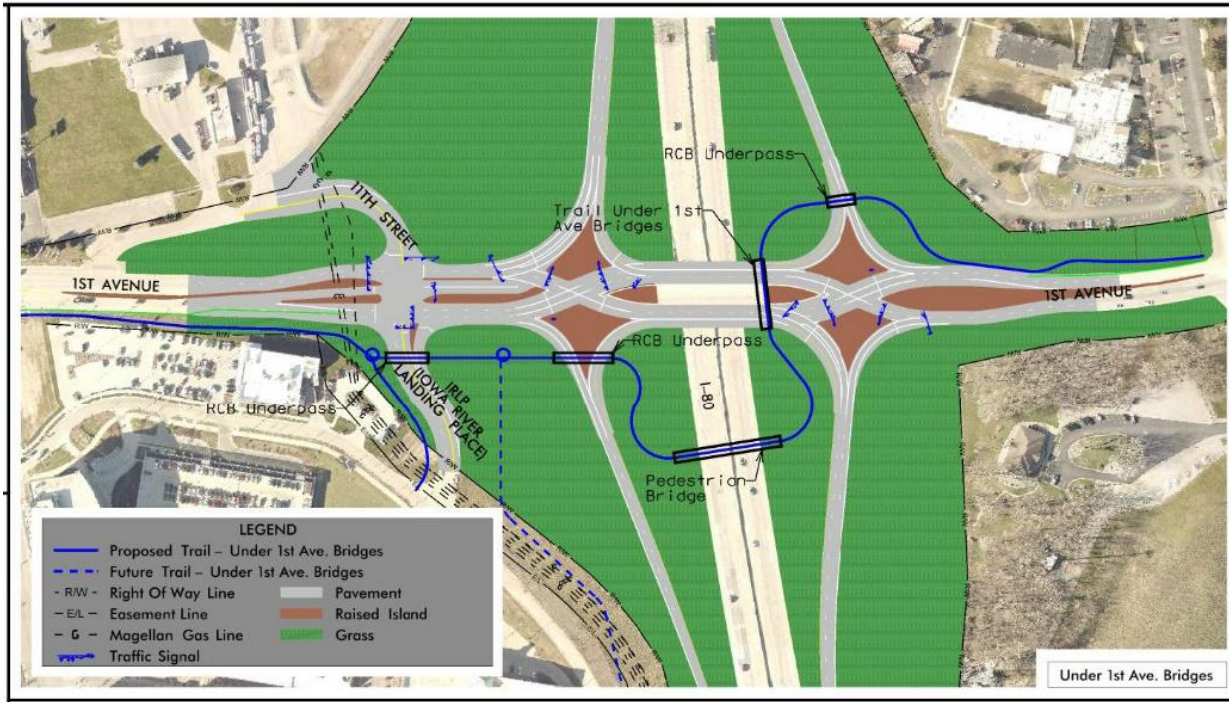 RCB Underpass
Trail Under 1st
Ave Bridges
11TH STREET
1ST AVENUE
1ST AVENUE
RCB Underpass
RCB Underpass
IRLP
(IOWA RIVER
LANDING
PLACE)
I-80
Pedestrian
Bridge
R/W
R/W
R/W
R/W
G
G
LEGEND
Proposed Trail – Under 1st Ave. Bridges
Future Trail – Under 1st Ave. Bridges
R/W Right Of Way Line
E/L Easement Line
G Magellan Gas Line
Traffic Signal
Pavement
Raised Island
Grass
Under 1st Ave. Bridges